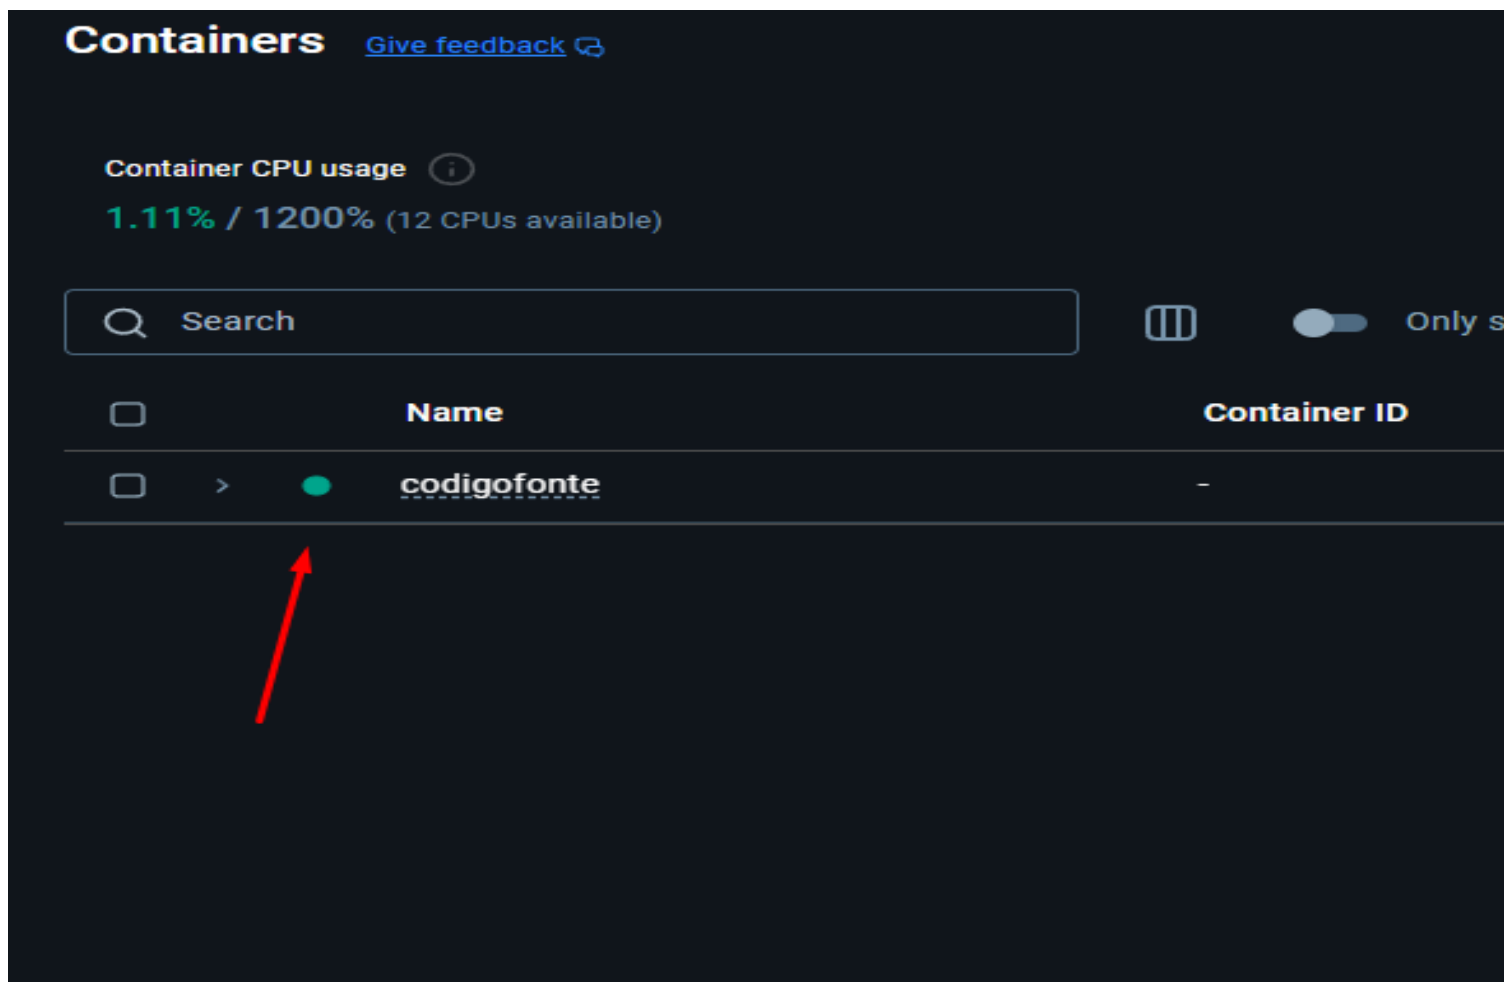 Containers Give feedback
Container CPU usage
1.11% / 1200% (12 CPUs available)
Search Only s
Name Container ID
codigofonte -